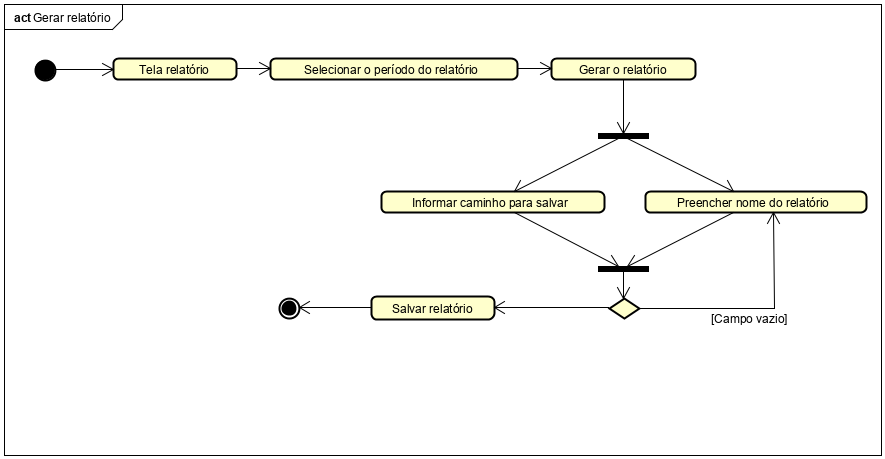 act Gerar relatório
Tela relatório
Selecionar o período do relatório
Gerar o relatório
Informar caminho para salvar
Preencher nome do relatório
Salvar relatório
[Campo vazio]